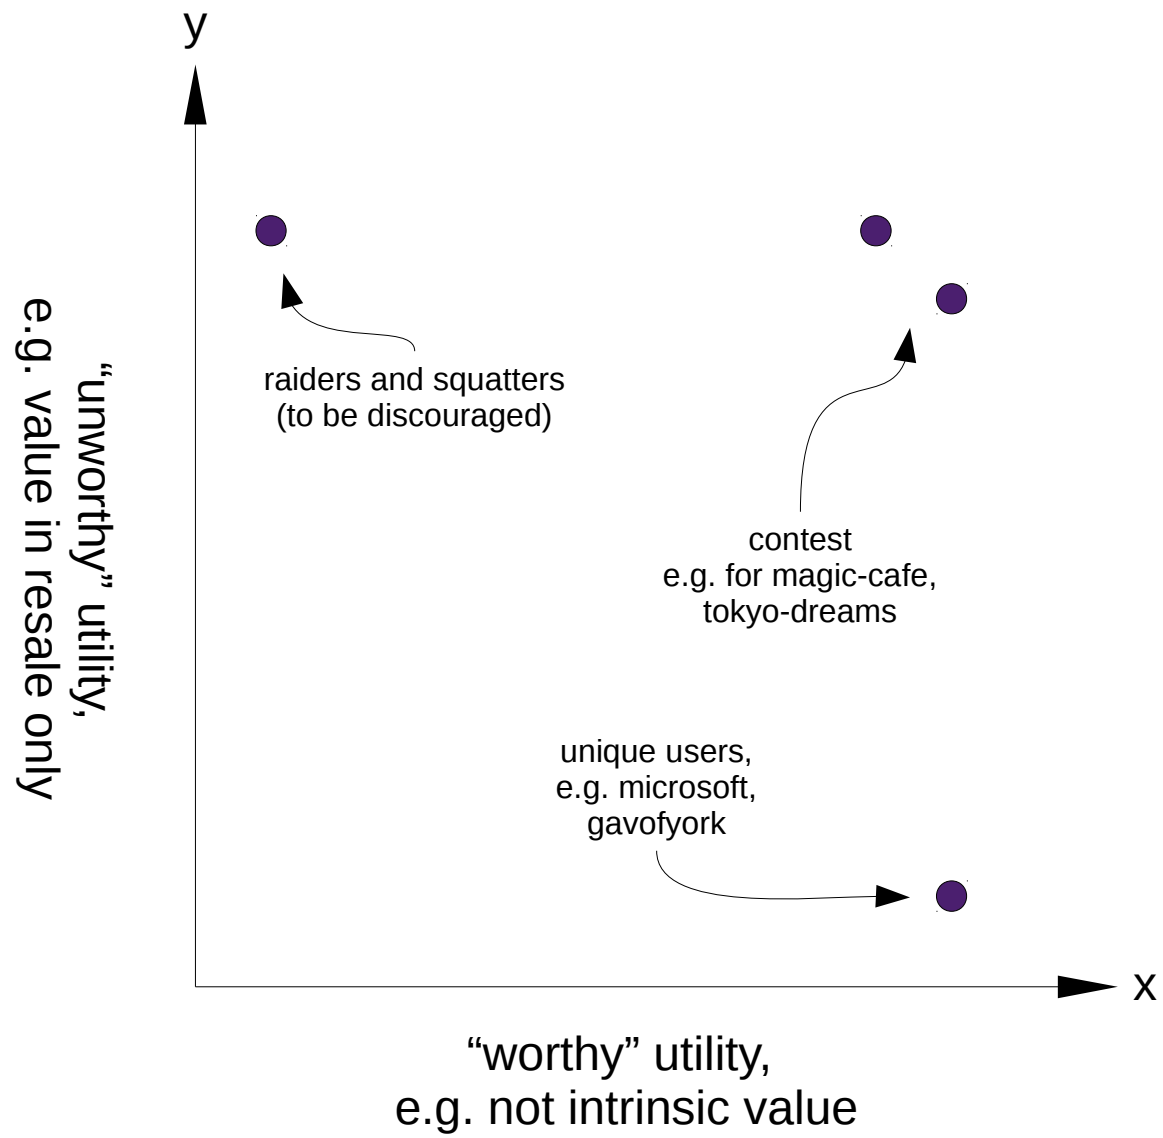 y
“unworthy” utility,
e.g. value in resale only
raiders and squatters
(to be discouraged)
contest
e.g. for magic-cafe,
tokyo-dreams
unique users,
e.g. microsoft,
gavofyork
x
“worthy” utility,
e.g. not intrinsic value